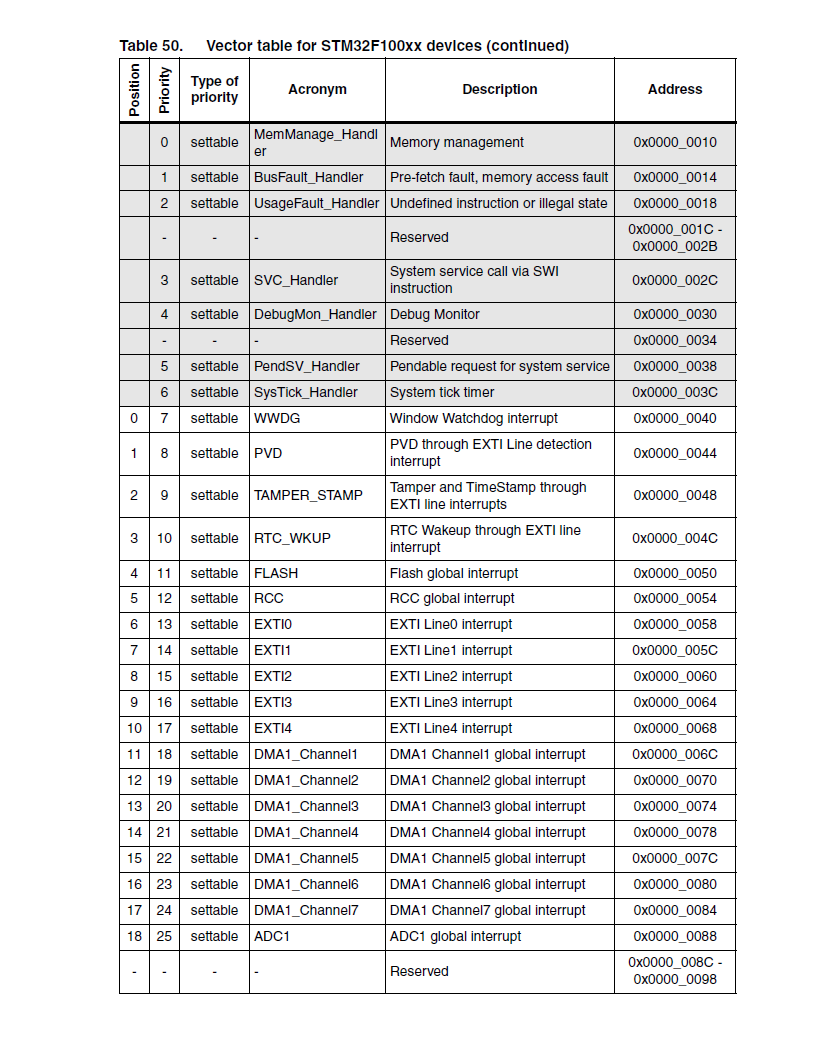 Table 50. Vector table for STM32F100xx devices (continued)
Position Priority Type of priority Acronym Description Address
0 settable MemManage_Handl
er Memory management 0x0000_0010
1 settable BusFault_Handler Pre-fetch fault, memory access fault 0x0000_0014
2 settable UsageFault_Handler Undefined instruction or illegal state 0x0000_0018
- - - Reserved 0x0000_001C -
0x0000_002B
3 settable SVC_Handler System service call via SWI
instruction 0x0000_002C
4 settable DebugMon_Handler Debug Monitor 0x0000_0030
- - - Reserved 0x0000_0034
5 settable PendSV_Handler Pendable request for system service 0x0000_0038
6 settable SysTick_Handler System tick timer 0x0000_003C
0 7 settable WWDG Window Watchdog interrupt 0x0000_0040
1 8 settable PVD PVD through EXTI Line detection
interrupt 0x0000_0044
2 9 settable TAMPER_STAMP Tamper and TimeStamp through
EXTI line interrupts 0x0000_0048
3 10 settable RTC_WKUP RTC Wakeup through EXTI line
interrupt 0x0000_004C
4 11 settable FLASH Flash global interrupt 0x0000_0050
5 12 settable RCC RCC global interrupt 0x0000_0054
6 13 settable EXTI0 EXTI Line0 interrupt 0x0000_0058
7 14 settable EXTI1 EXTI Line1 interrupt 0x0000_005C
8 15 settable EXTI2 EXTI Line2 interrupt 0x0000_0060
9 16 settable EXTI3 EXTI Line3 interrupt 0x0000_0064
10 17 settable EXTI4 EXTI Line4 interrupt 0x0000_0068
11 18 settable DMA1_Channel1 DMA1 Channel1 global interrupt 0x0000_006C
12 19 settable DMA1_Channel2 DMA1 Channel2 global interrupt 0x0000_0070
13 20 settable DMA1_Channel3 DMA1 Channel3 global interrupt 0x0000_0074
14 21 settable DMA1_Channel4 DMA1 Channel4 global interrupt 0x0000_0078
15 22 settable DMA1_Channel5 DMA1 Channel5 global interrupt 0x0000_007C
16 23 settable DMA1_Channel6 DMA1 Channel6 global interrupt 0x0000_0080
17 24 settable DMA1_Channel7 DMA1 Channel7 global interrupt 0x0000_0084
18 25 settable ADC1 ADC1 global interrupt 0x0000_0088
- - - - Reserved 0x0000_008C -
0x0000_0098